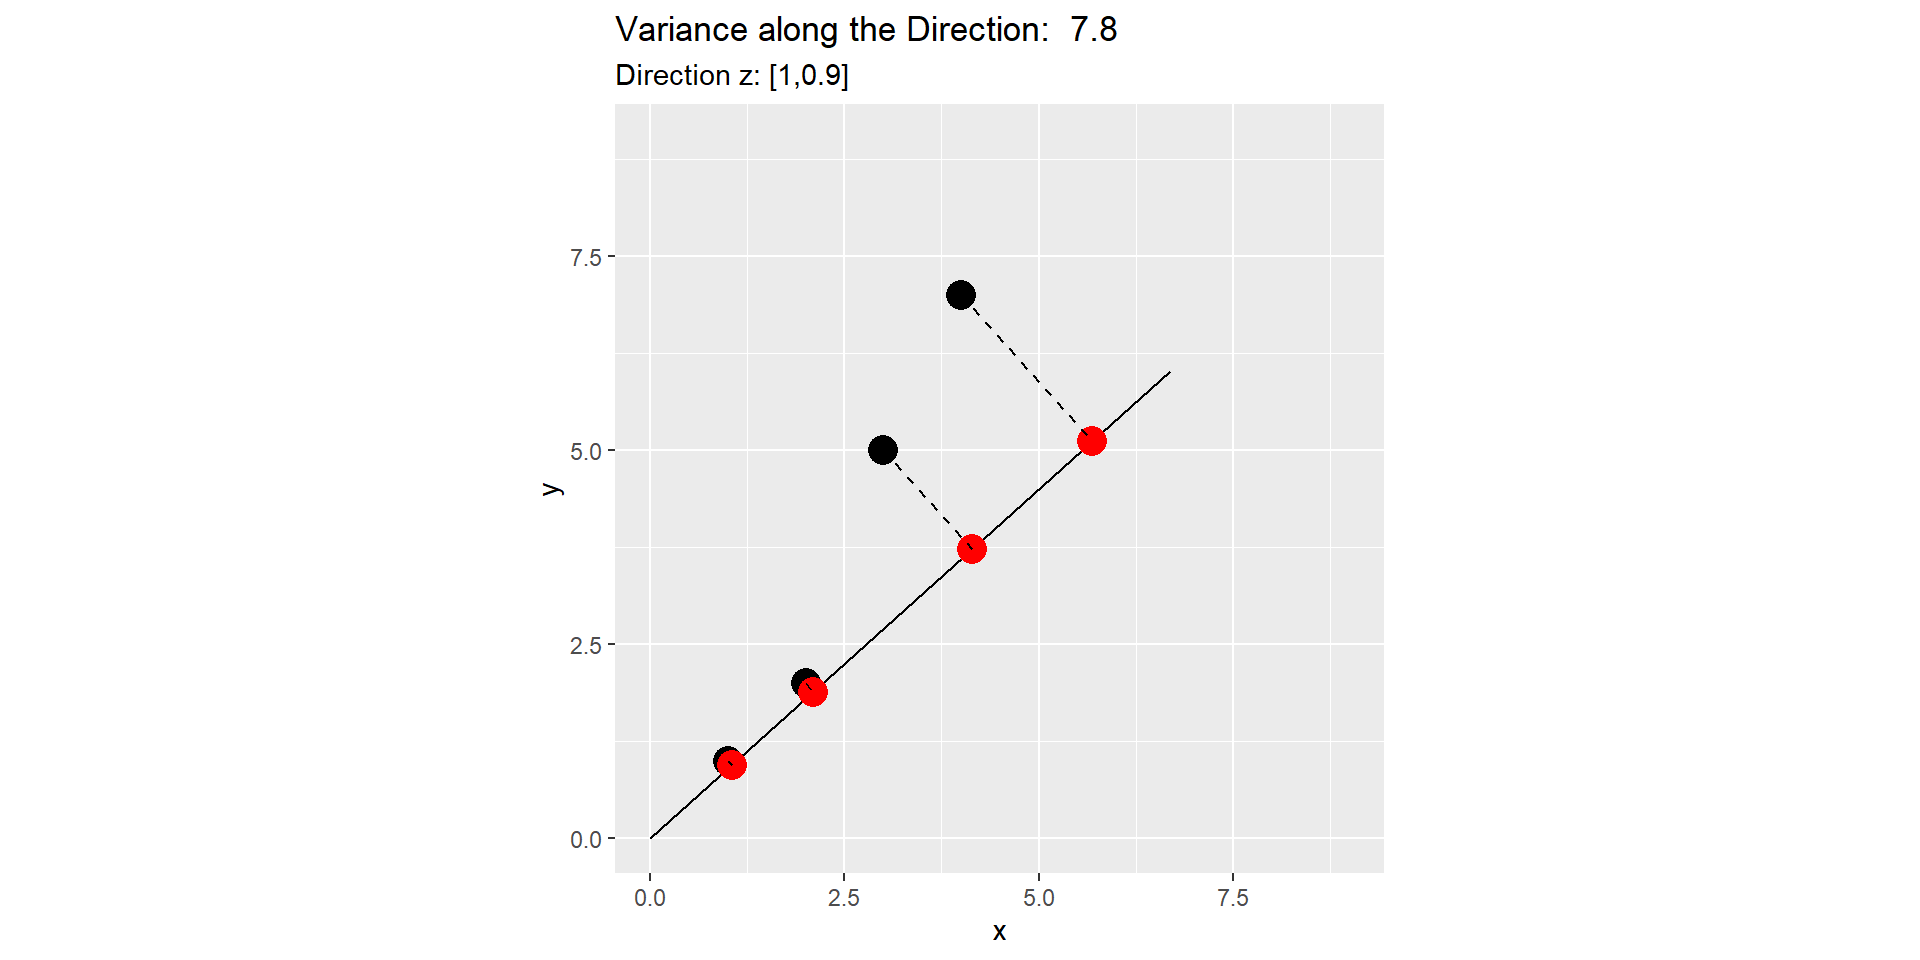 Variance along the Direction:  7.8
Direction z: [1,0.9]
7.5
5.0
2.5
0.0
y
0.0 2.5 5.0 7.5
x